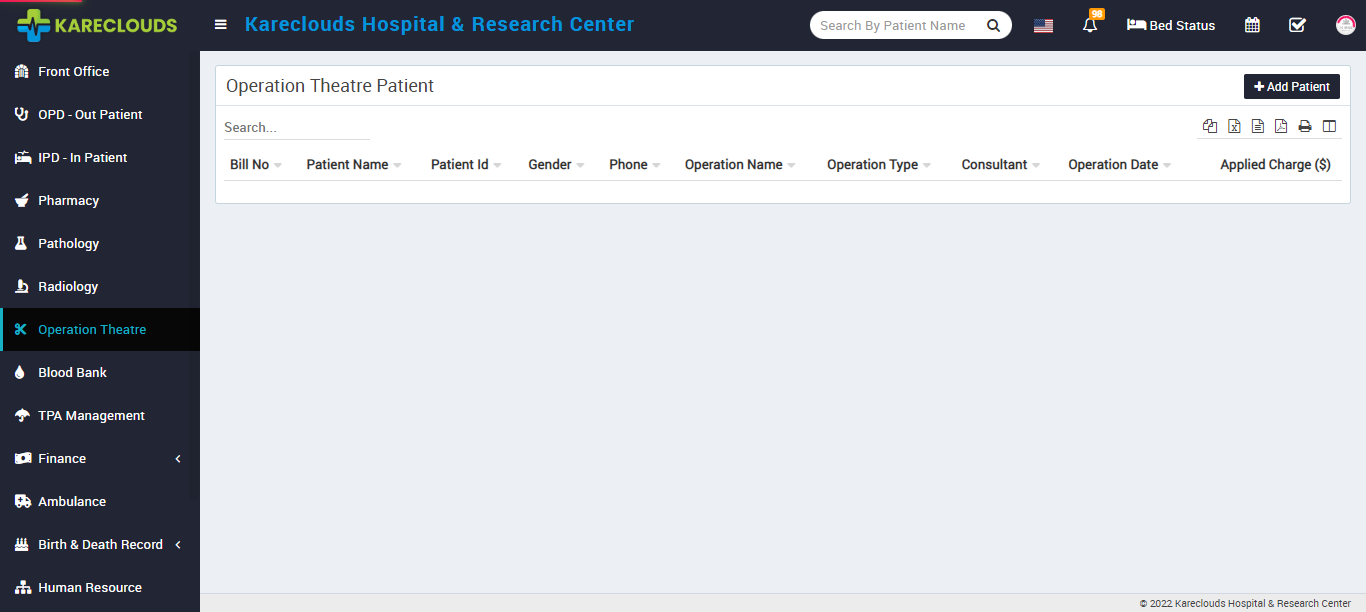 KARECLOUDS
Kareclouds Hospital & Research Center
Search By Patient Name
98
Bed Status
Front Office
OPD - Out Patient
IPD - In Patient
Pharmacy
Pathology
Radiology
Operation Theatre
Blood Bank
TPA Management
Finance
Ambulance
Birth & Death Record
Human Resource
Operation Theatre Patient
Add Patient
Search...
Bill No Patient Name Patient Id Gender Phone Operation Name Operation Type Consultant Operation Date Applied Charge ($)
© 2022 Kareclouds Hospital & Research Center